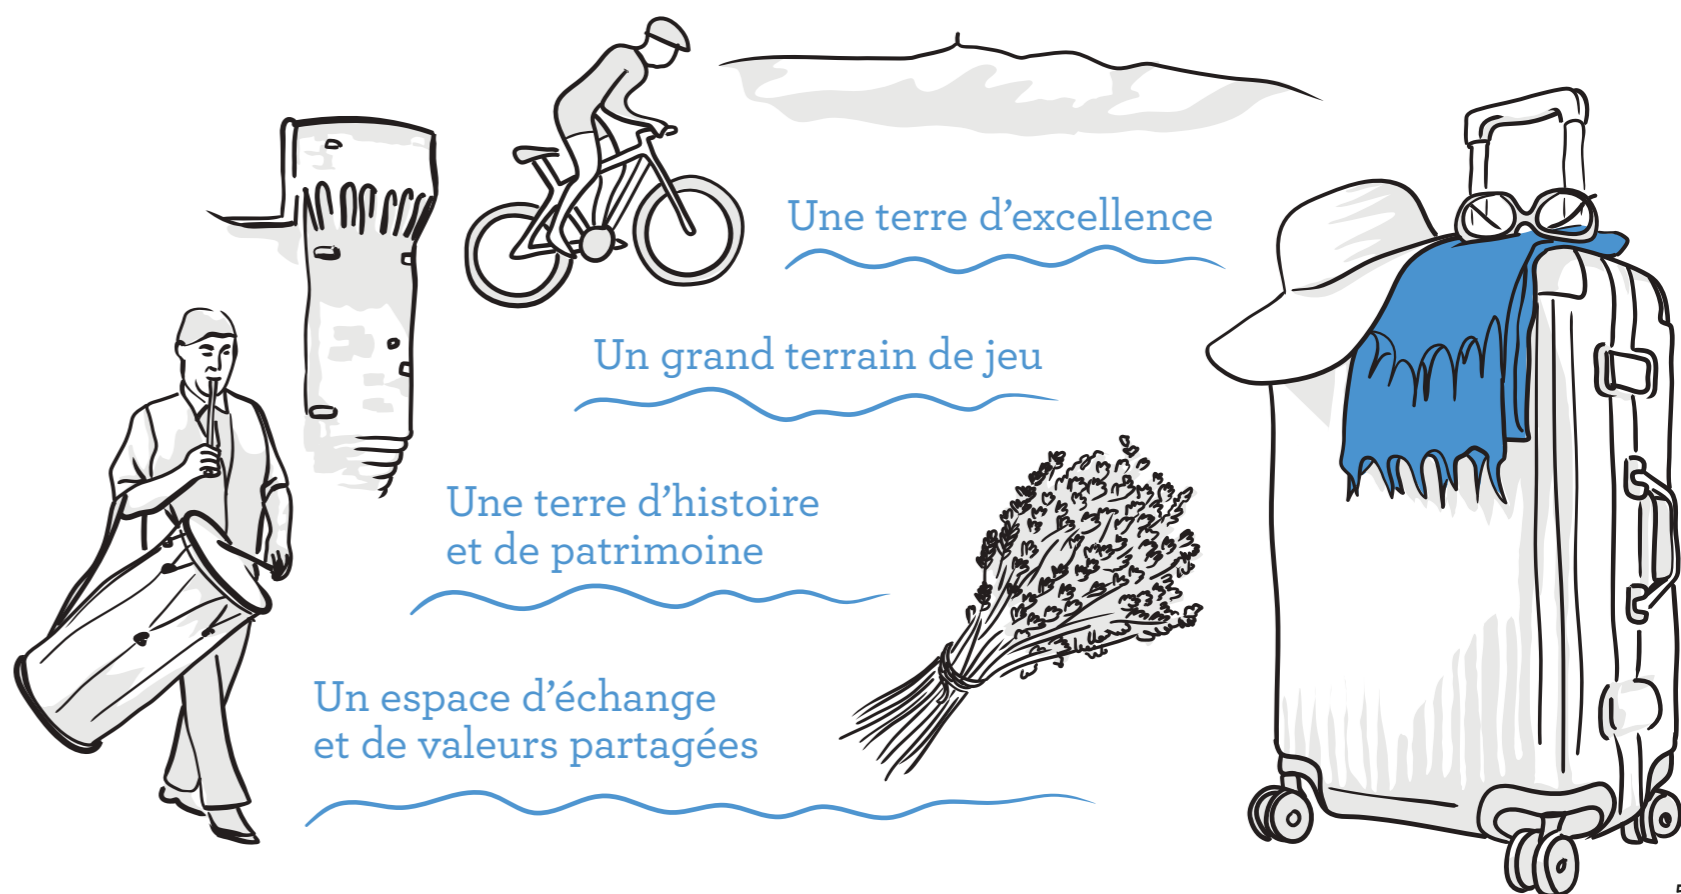 Une terre d’excellence
Un grand terrain de jeu
Une terre d’histoire
et de patrimoine
Un espace d’échange
et de valeurs partagées